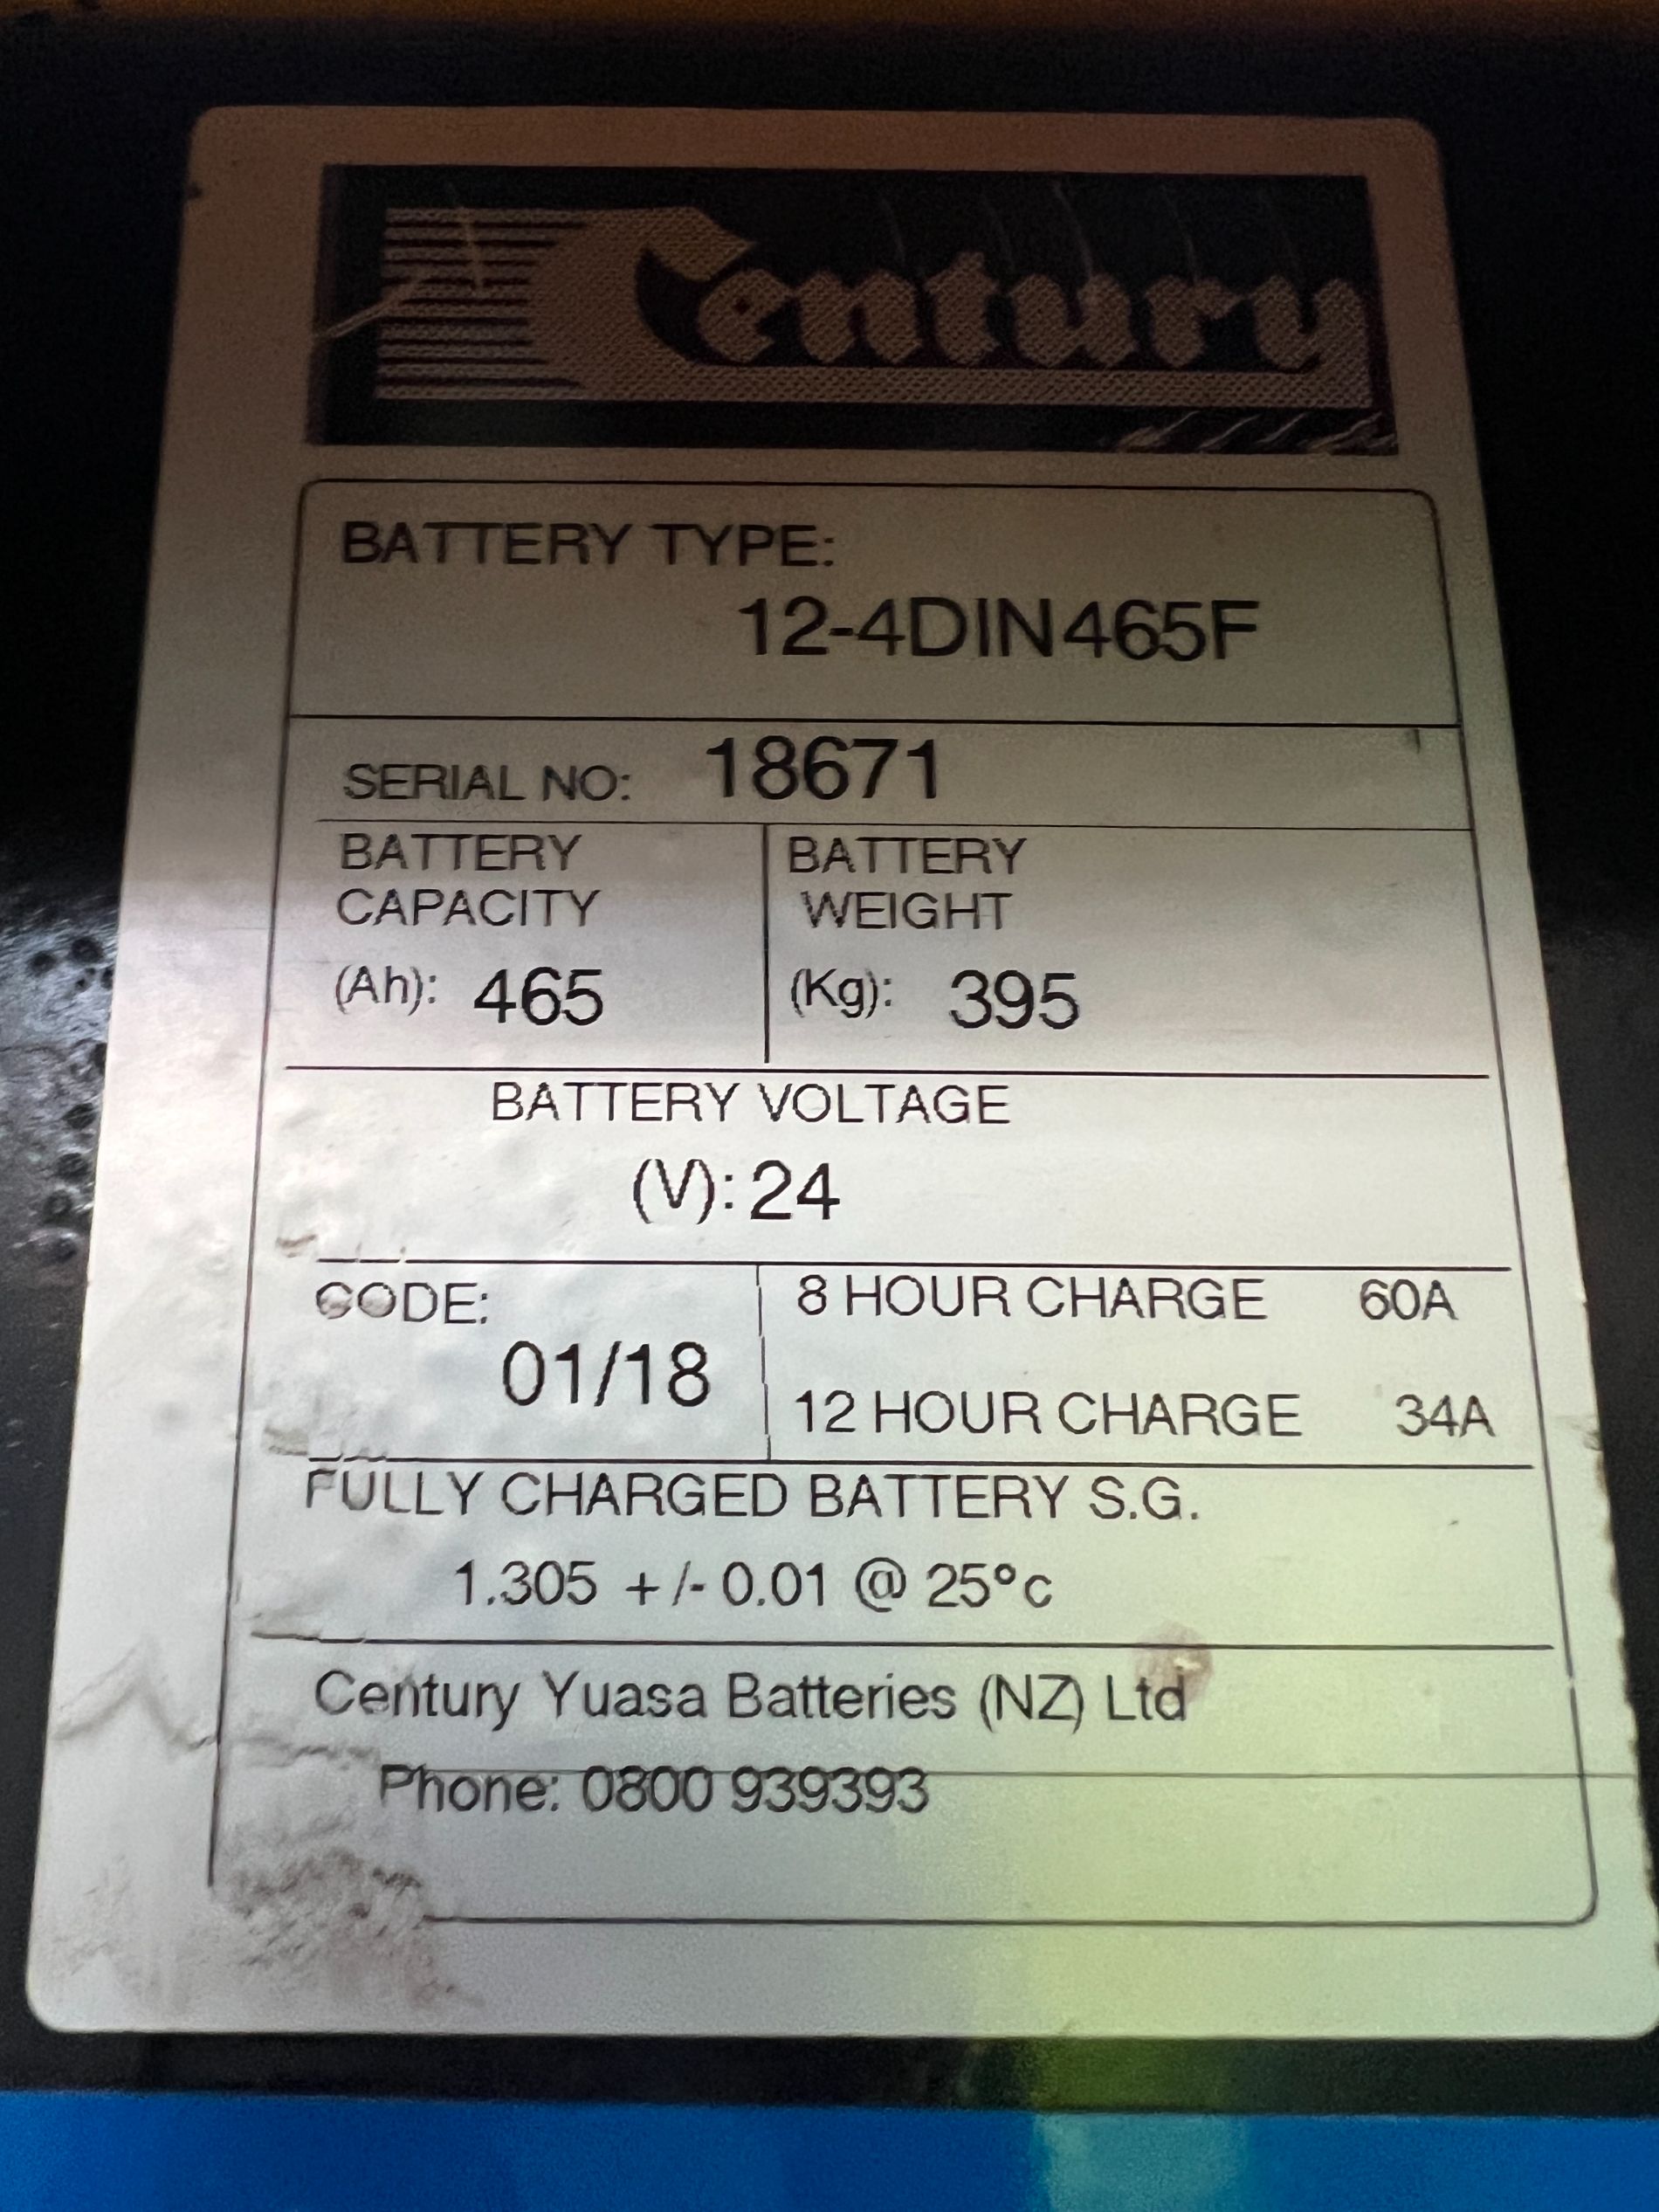 Century
BATTERY TYPE:
12-4DIN465F
SERIAL NO: 18671
BATTERY CAPACITY (Ah): 465
BATTERY WEIGHT (Kg): 395
BATTERY VOLTAGE
(V): 24
CODE:
01/18
8 HOUR CHARGE 60A
12 HOUR CHARGE 34A
FULLY CHARGED BATTERY S.G.
1.305 +/- 0.01 @ 25°c
Century Yuasa Batteries (NZ) Ltd
Phone: 0800 939393